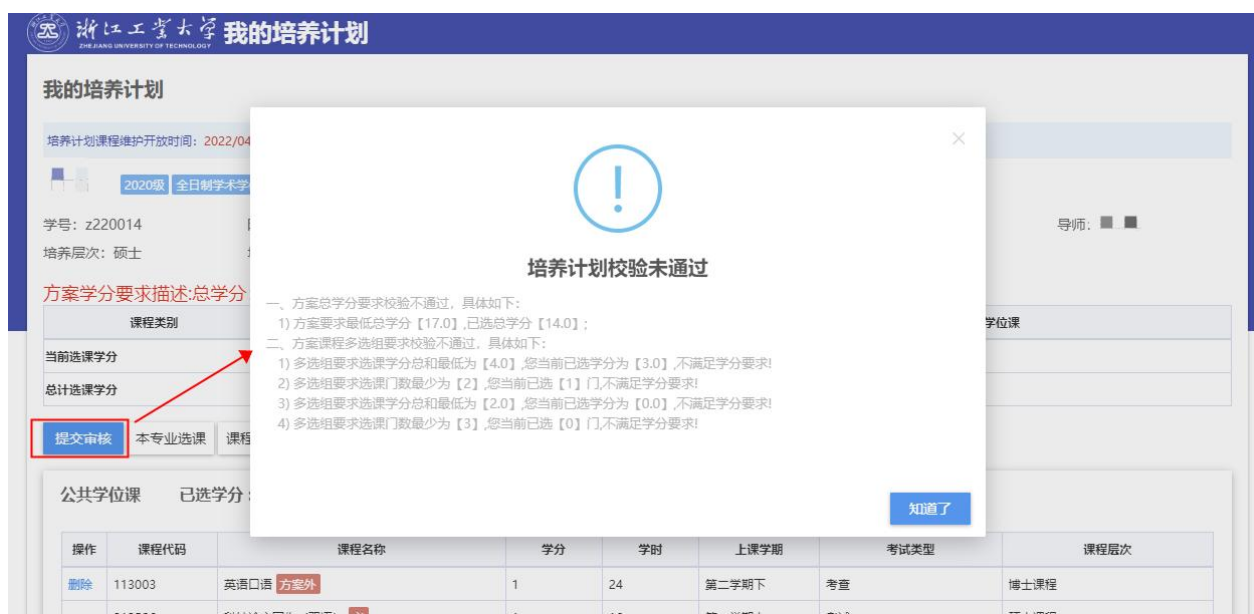 浙江工业大学 我的培养计划
ZHEJIANG UNIVERSITY OF TECHNOLOGY
我的培养计划
培养计划课程维护开放时间：2022/04
2020级 全日制学术学
学号：z220014 导师：
培养层次：硕士
方案学分要求描述:总学分
课程类别 学位课
当前选课学分
总计选课学分
提交审核 本专业选课 课程
培养计划校验未通过
一、方案总学分要求校验不通过，具体如下：
1) 方案要求最低总学分【17.0】,已选总学分【14.0】;
二、方案课程多选组要求校验不通过，具体如下：
1) 多选组要求选课学分总和最低为【4.0】,您当前已选学分为【3.0】,不满足学分要求!
2) 多选组要求选课门数最少为【2】,您当前已选【1】门,不满足学分要求!
3) 多选组要求选课学分总和最低为【2.0】,您当前已选学分为【0.0】,不满足学分要求!
4) 多选组要求选课门数最少为【3】,您当前已选【0】门,不满足学分要求!
知道了
公共学位课 已选学分：
操作 课程代码 课程名称 学分 学时 上课学期 考试类型 课程层次
删除 113003 英语口语 方案外 1 24 第二学期下 考查 博士课程